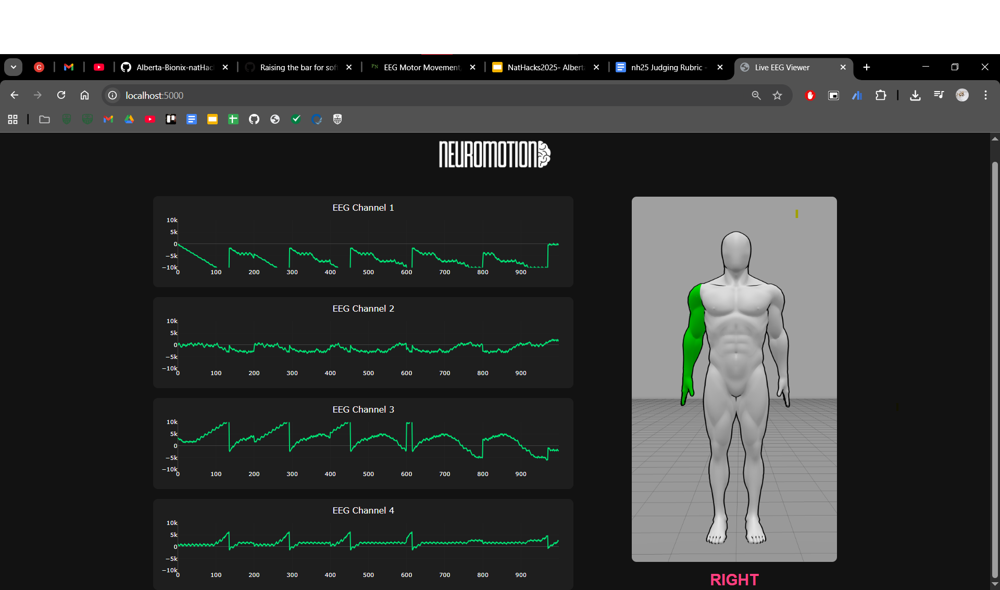 Alberta-Bionix-natHac
Raising the bar for sof
EEG Motor Movement,
NatHacks2025- Albert
nh25 Judging Rubric -
Live EEG Viewer
localhost:5000
NEUROMOTION
EEG Channel 1
10k
5k
0
−5k
−10k
0 100 200 300 400 500 600 700 800 900
EEG Channel 2
10k
5k
0
−5k
−10k
0 100 200 300 400 500 600 700 800 900
EEG Channel 3
10k
5k
0
−5k
−10k
0 100 200 300 400 500 600 700 800 900
EEG Channel 4
10k
5k
0
−5k
−10k
0 100 200 300 400 500 600 700 800 900
RIGHT